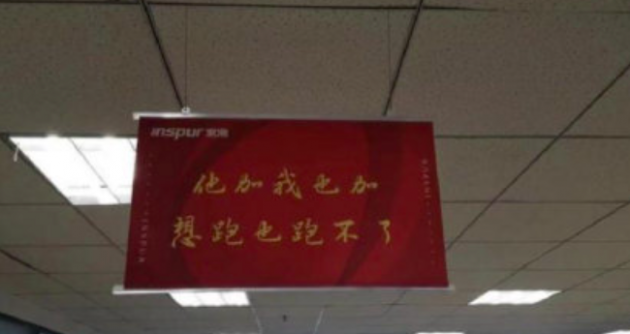 inspur 浪潮
他加我也加
想跑也跑不了